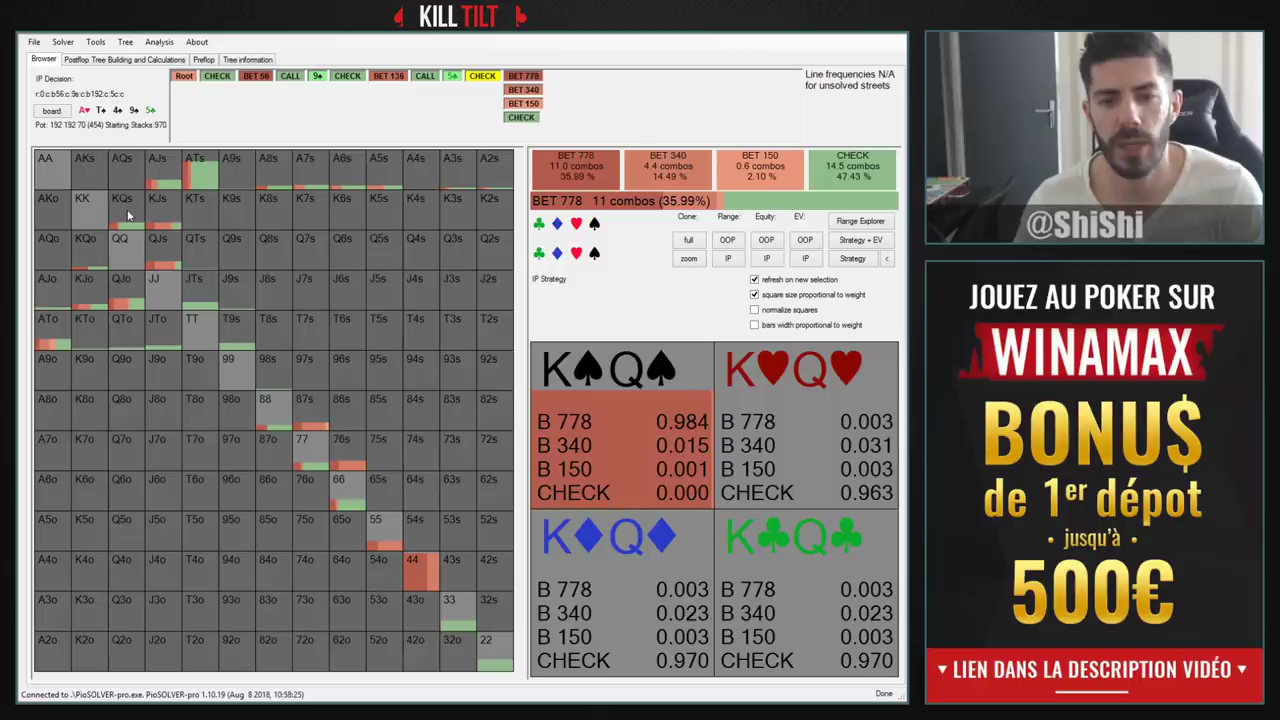 KILL TILT
File Solver Tools Tree Analysis About
Browser Postflop Tree Building and Calculations Preflop Tree information
IP Decision:
r:0:c:b56:c:9s:c:b192:c:5c:c
board A♥ T♠ 4♠ 9♠ 5♣
Pot: 192 192 70 (454) Starting Stacks:970
Root CHECK BET 56 CALL 9♠ CHECK BET 136 CALL 5♣ CHECK BET 778
BET 340
BET 150
CHECK
Line frequencies N/A
for unsolved streets
AA AKs AQs AJs ATs A9s A8s A7s A6s A5s A4s A3s A2s
AKo KK KQs KJs KTs K9s K8s K7s K6s K5s K4s K3s K2s
AQo KQo QQ QJs QTs Q9s Q8s Q7s Q6s Q5s Q4s Q3s Q2s
AJo KJo QJo JJ JTs J9s J8s J7s J6s J5s J4s J3s J2s
ATo KTo QTo JTo TT T9s T8s T7s T6s T5s T4s T3s T2s
A9o K9o Q9o J9o T9o 99 98s 97s 96s 95s 94s 93s 92s
A8o K8o Q8o J8o T8o 98o 88 87s 86s 85s 84s 83s 82s
A7o K7o Q7o J7o T7o 97o 87o 77 76s 75s 74s 73s 72s
A6o K6o Q6o J6o T6o 96o 86o 76o 66 65s 64s 63s 62s
A5o K5o Q5o J5o T5o 95o 85o 75o 65o 55 54s 53s 52s
A4o K4o Q4o J4o T4o 94o 84o 74o 64o 54o 44 43s 42s
A3o K3o Q3o J3o T3o 93o 83o 73o 63o 53o 43o 33 32s
A2o K2o Q2o J2o T2o 92o 82o 72o 62o 52o 42o 32o 22
BET 778 BET 340 BET 150 CHECK
11.0 combos 4.4 combos 0.6 combos 14.5 combos
35.99 % 14.49 % 2.10 % 47.43 %
BET 778 11 combos (35.99%)
♣ ♦ ♥ ♠
♣ ♦ ♥ ♠
Clone: Range: Equity: EV: Range Explorer
full OOP OOP OOP Strategy + EV
zoom IP IP IP Strategy <
IP Strategy
refresh on new selection
square size proportional to weight
normalize squares
bars width proportional to weight
K♠Q♠ K♥Q♥
B 778 0.984 B 778 0.003
B 340 0.015 B 340 0.031
B 150 0.001 B 150 0.003
CHECK 0.000 CHECK 0.963
K♦Q♦ K♣Q♣
B 778 0.003 B 778 0.003
B 340 0.023 B 340 0.023
B 150 0.003 B 150 0.003
CHECK 0.970 CHECK 0.970
Connected to .\PioSOLVER-pro.exe. PioSOLVER-pro 1.10.19 (Aug 8 2018, 10:58:25) Done
@ShiShi
JOUEZ AU POKER SUR
WINAMAX
BONU$
de 1er dépot
• jusqu'à •
500€
▼ LIEN DANS LA DESCRIPTION VIDÉO ▼